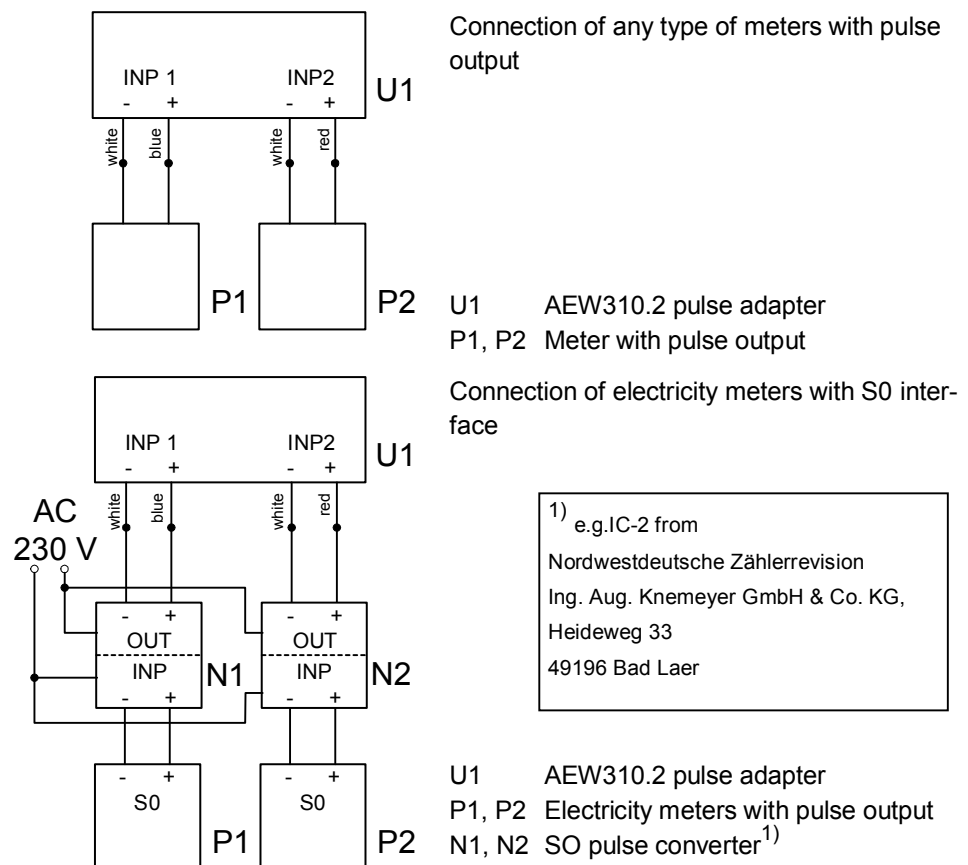 Connection of any type of meters with pulse
output
INP 1 INP2
U1
- + - +
white blue white red
P1 P2
U1 AEW310.2 pulse adapter
P1, P2 Meter with pulse output
Connection of electricity meters with S0 inter-
face
INP 1 INP2
U1
- + - +
white blue white red
AC
230 V
- + - +
OUT OUT
INP INP
N1 N2
- + - +
1) e.g.IC-2 from
Nordwestdeutsche Zählerrevision
Ing. Aug. Knemeyer GmbH & Co. KG,
Heideweg 33
49196 Bad Laer
- + - +
S0 S0
P1 P2
U1 AEW310.2 pulse adapter
P1, P2 Electricity meters with pulse output
N1, N2 SO pulse converter1)